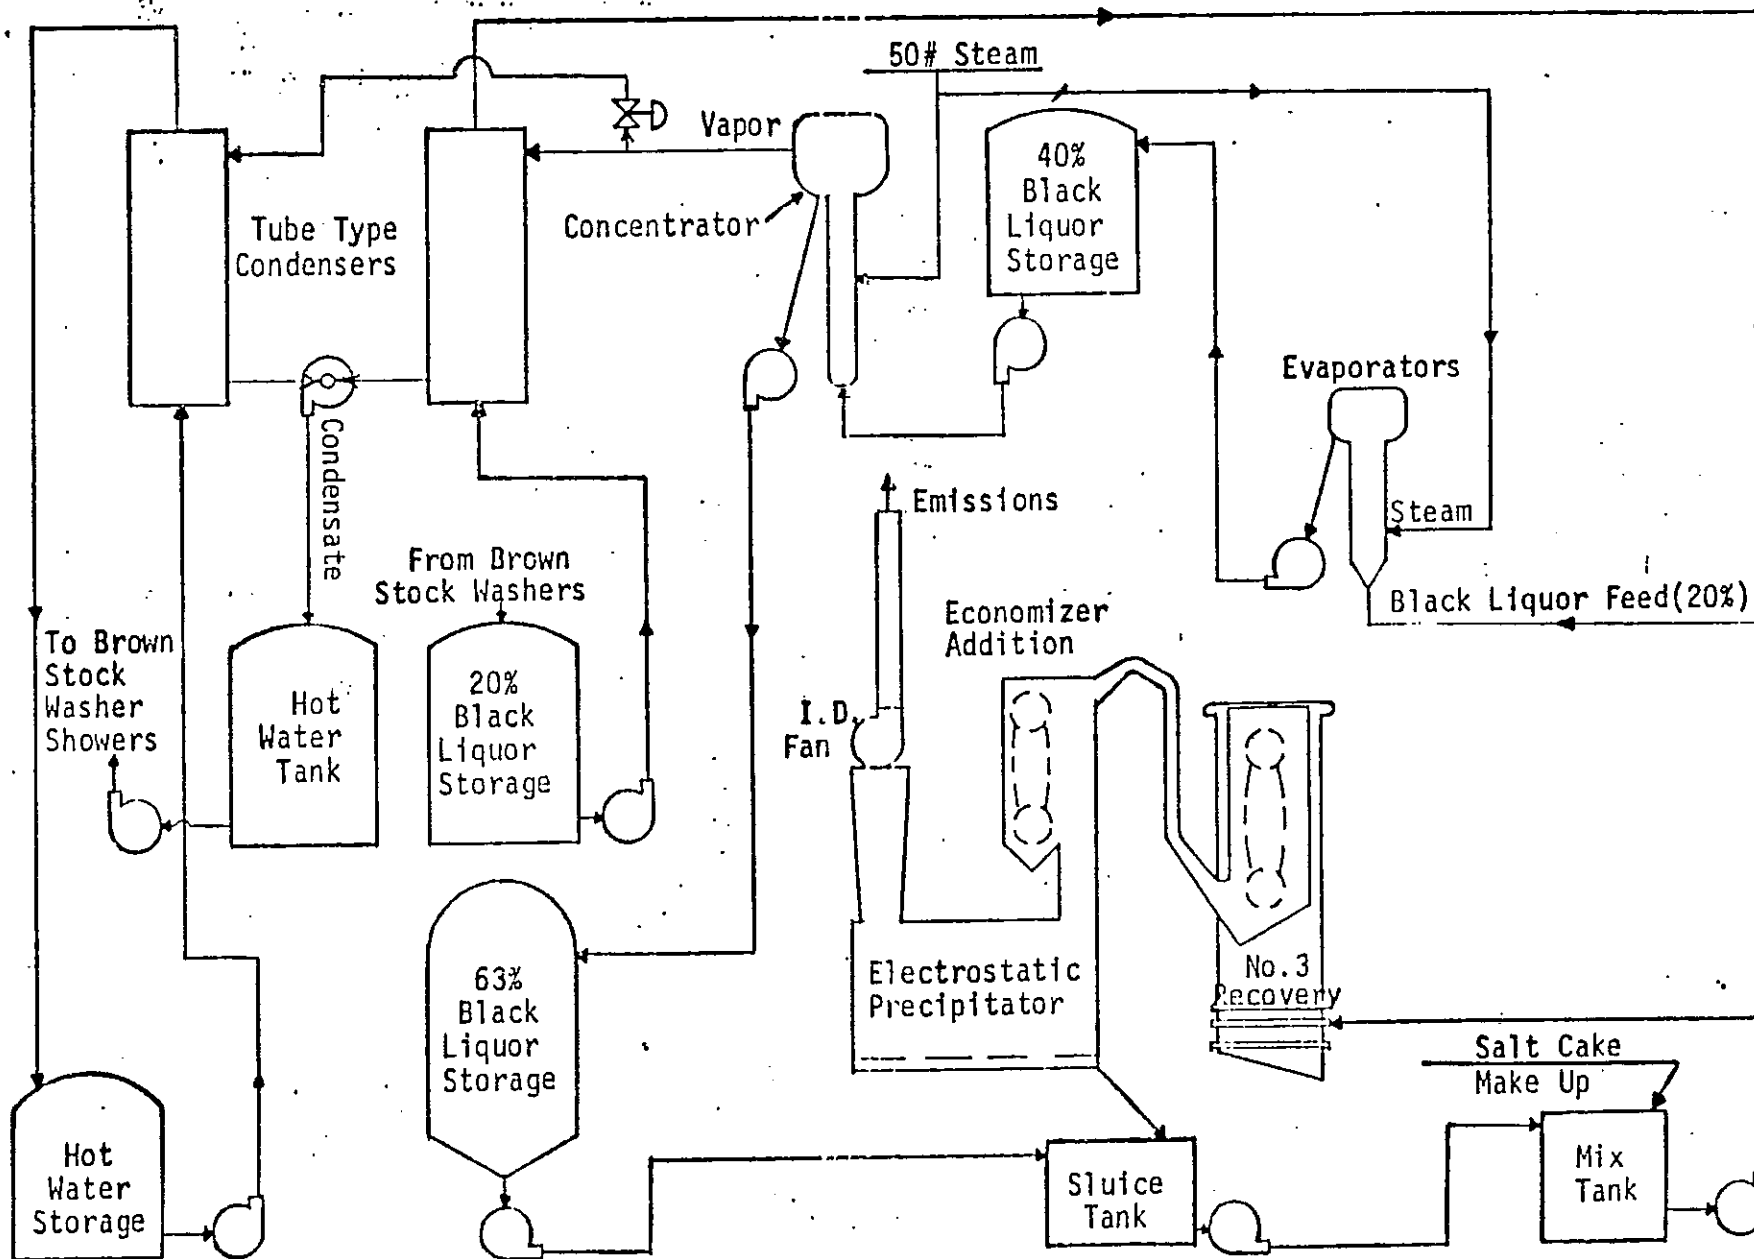 50# Steam
Vapor
40%
Black
Liquor
Storage
Concentrator
Tube Type
Condensers
Evaporators
Condensate
Emissions
Steam
From Brown
Stock Washers
Black Liquor Feed(20%)
Economizer
Addition
To Brown
Stock
Washer
Showers
Hot
Water
Tank
20%
Black
Liquor
Storage
I.D.
Fan
63%
Black
Liquor
Storage
Electrostatic
Precipitator
No.3
Recovery
Salt Cake
Make Up
Hot
Water
Storage
Sluice
Tank
Mix
Tank